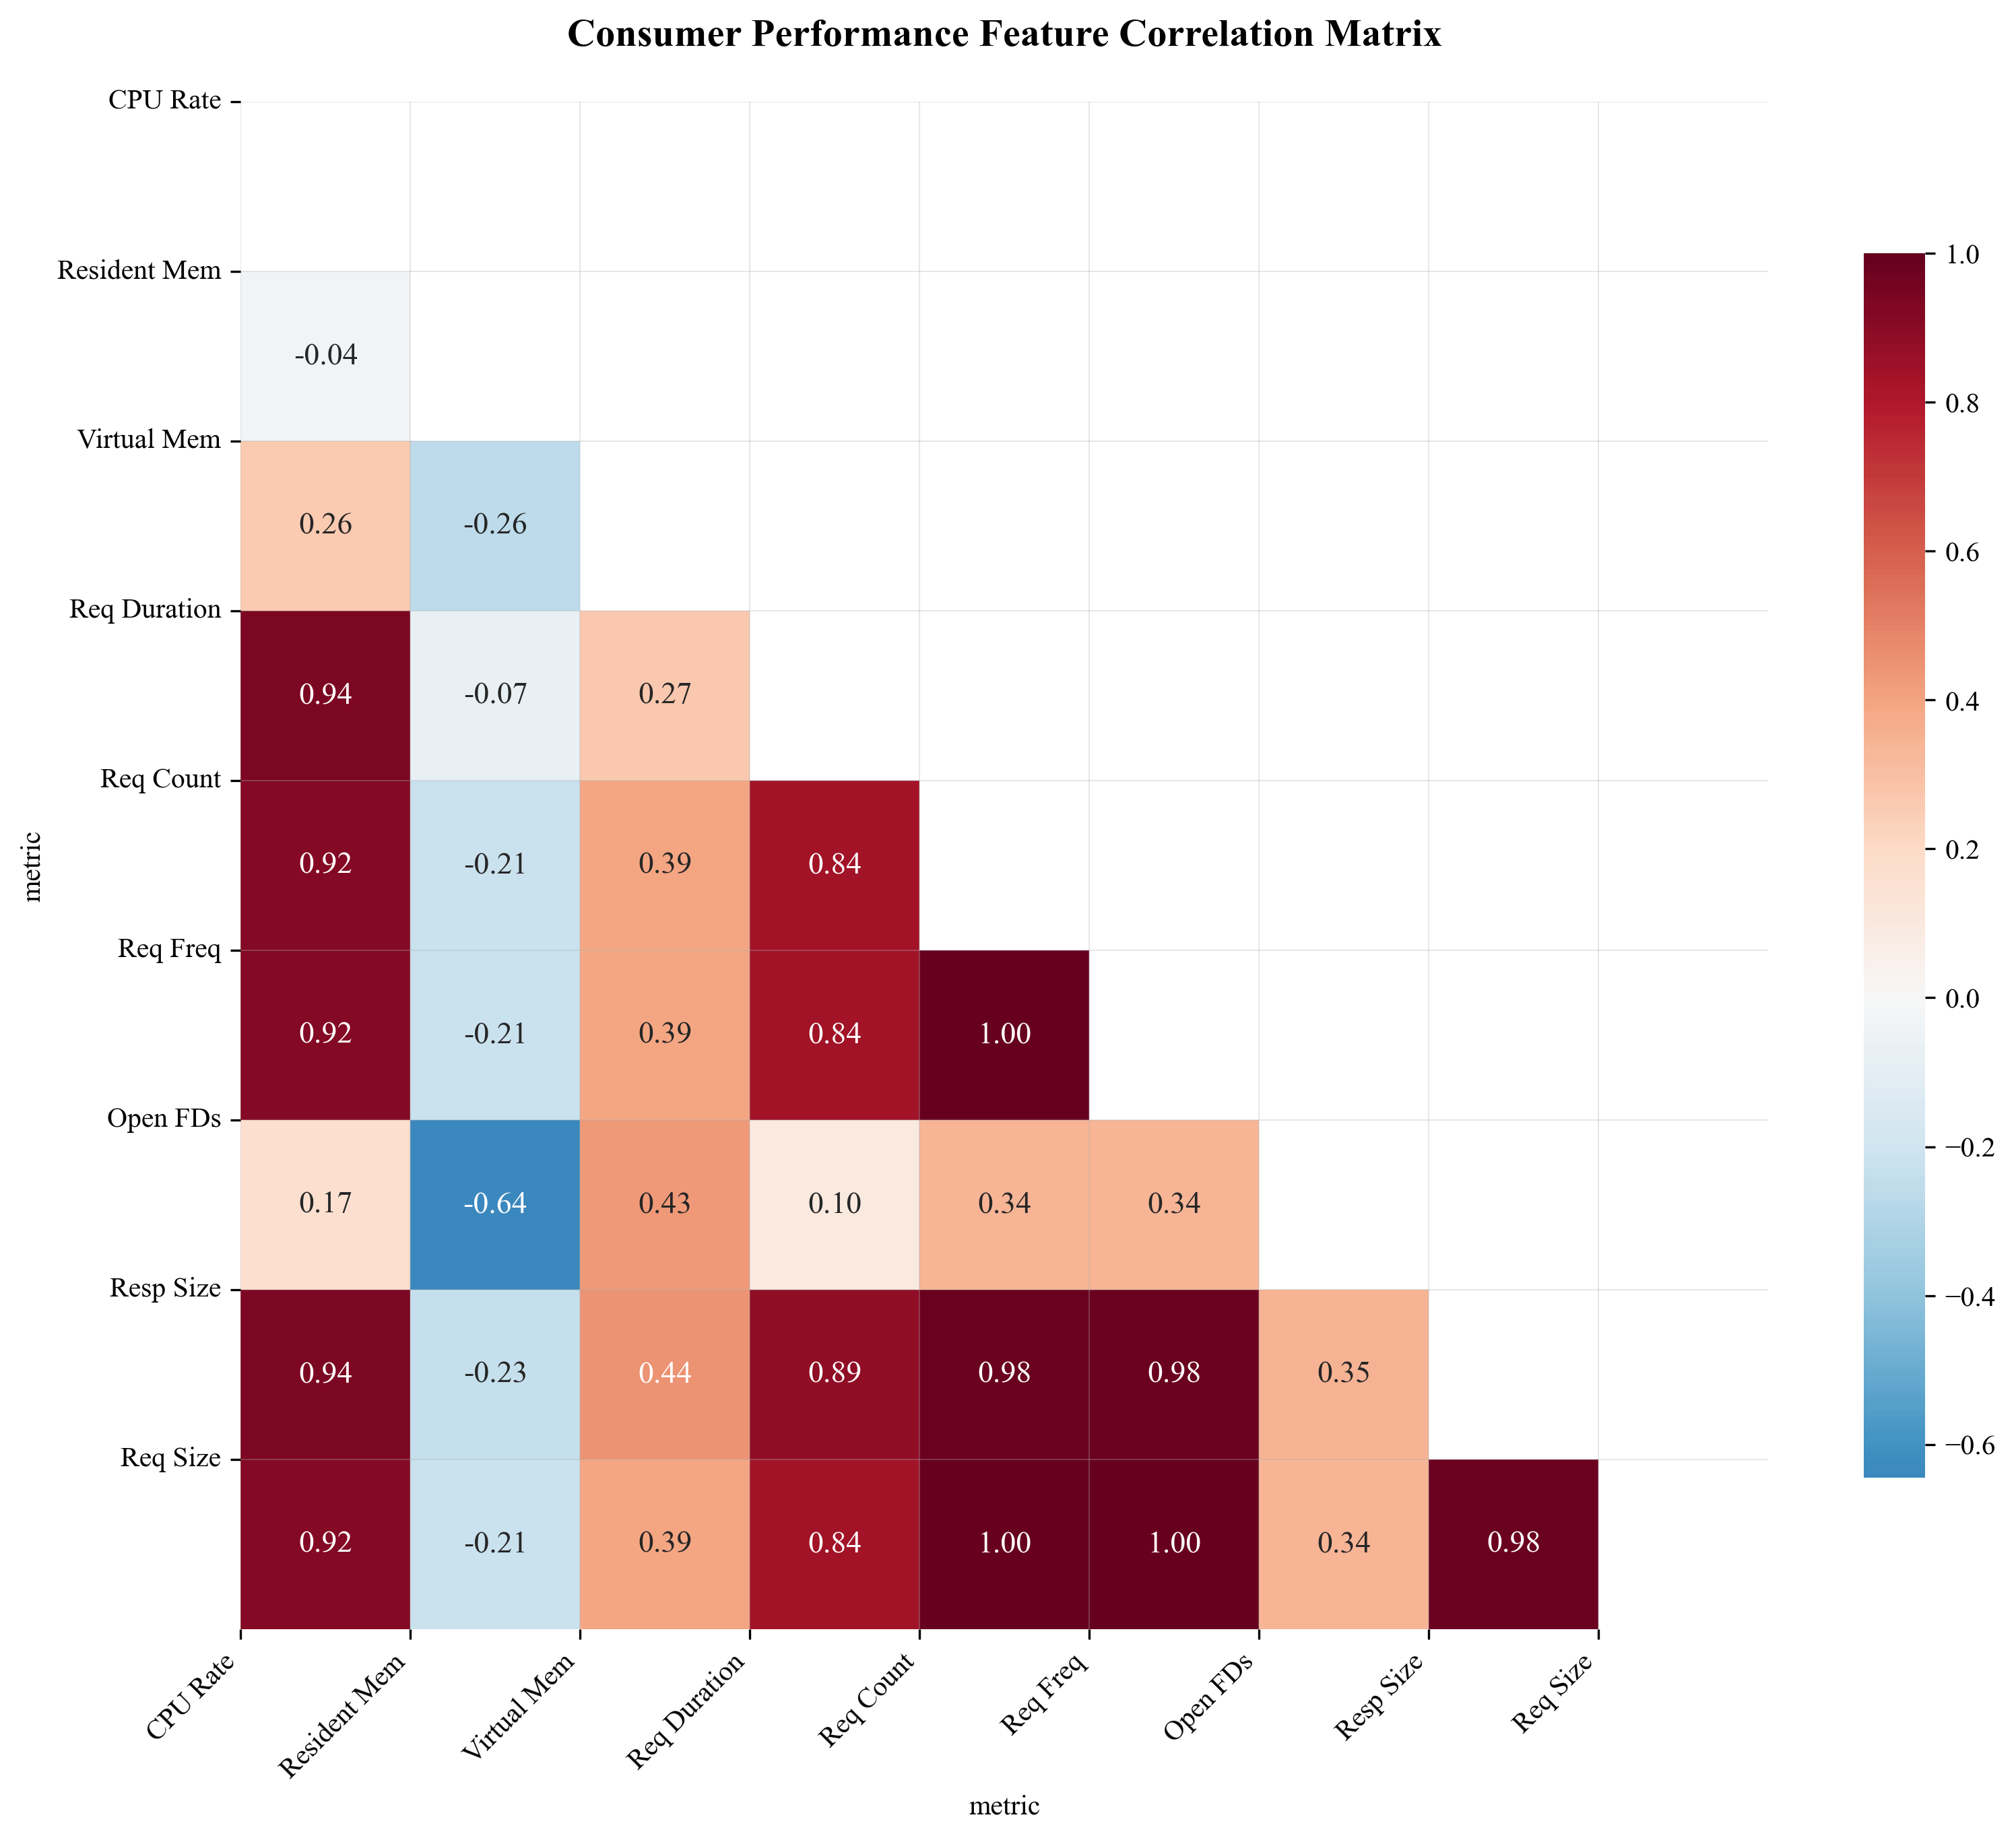 Consumer Performance Feature Correlation Matrix
CPU Rate
Resident Mem
-0.04
Virtual Mem
0.26 -0.26
Req Duration
0.94 -0.07 0.27
Req Count
0.92 -0.21 0.39 0.84
Req Freq
0.92 -0.21 0.39 0.84 1.00
Open FDs
0.17 -0.64 0.43 0.10 0.34 0.34
Resp Size
0.94 -0.23 0.44 0.89 0.98 0.98 0.35
Req Size
0.92 -0.21 0.39 0.84 1.00 1.00 0.34 0.98
metric
CPU Rate
Resident Mem
Virtual Mem
Req Duration
Req Count
Req Freq
Open FDs
Resp Size
Req Size
metric
1.0
0.8
0.6
0.4
0.2
0.0
−0.2
−0.4
−0.6